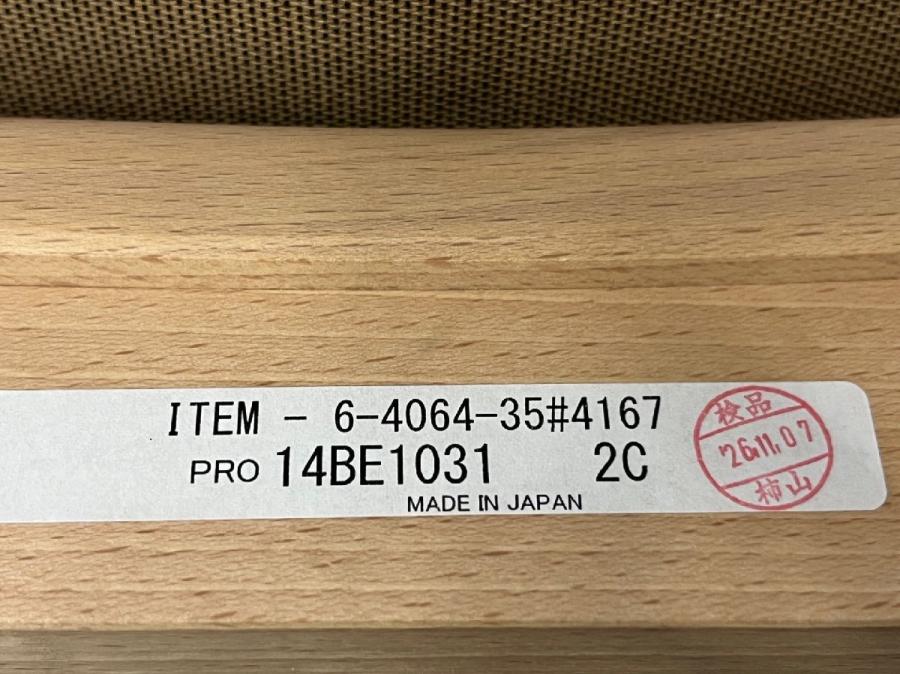 ITEM - 6-4064-35#4167
PRO 14BE1031 2C
MADE IN JAPAN
検品
'26.11.07
柿山